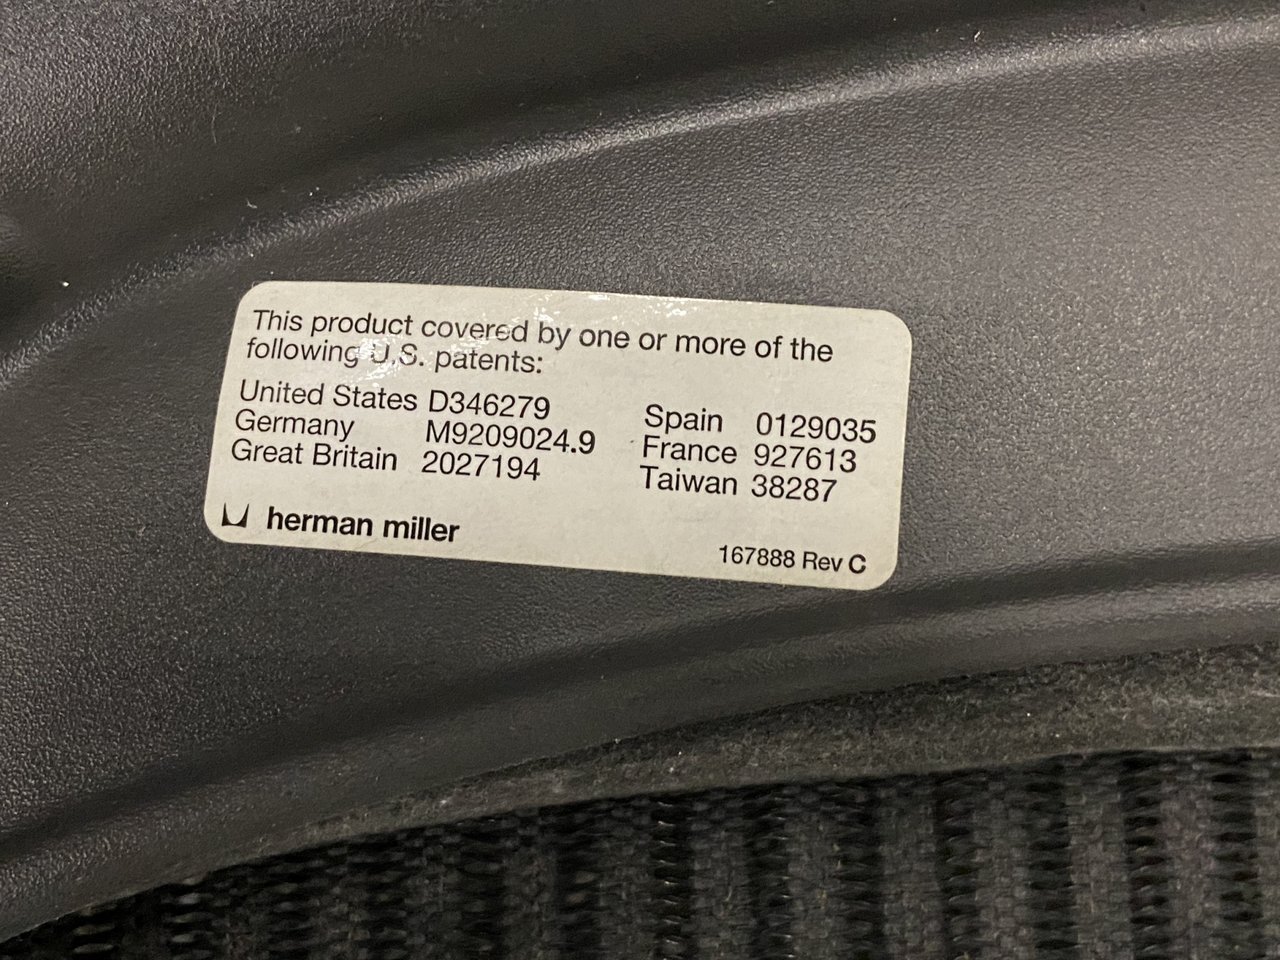 This product covered by one or more of the
following U.S. patents:
United States D346279
Germany M9209024.9
Great Britain 2027194
Spain 0129035
France 927613
Taiwan 38287
herman miller
167888 Rev C